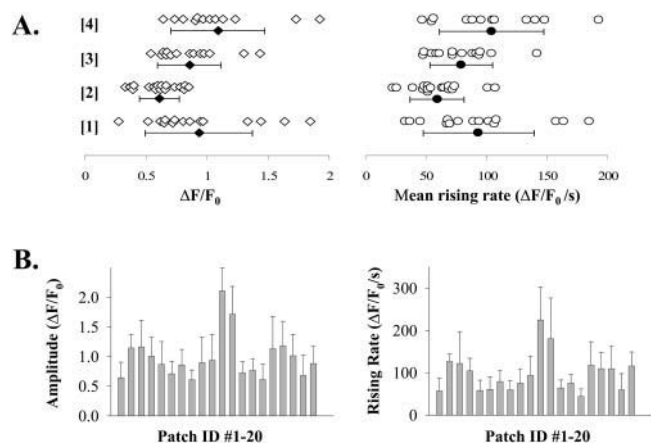 A.
[4]
[3]
[2]
[1]
0 0.5 1 1.5 2
ΔF/F0
0 50 100 150 200
Mean rising rate (ΔF/F0/s)
B.
Amplitude (ΔF/F0)
2.0
1.5
1.0
0.5
0.0
Patch ID #1-20
Rising Rate (ΔF/F0/s)
300
200
100
0
Patch ID #1-20